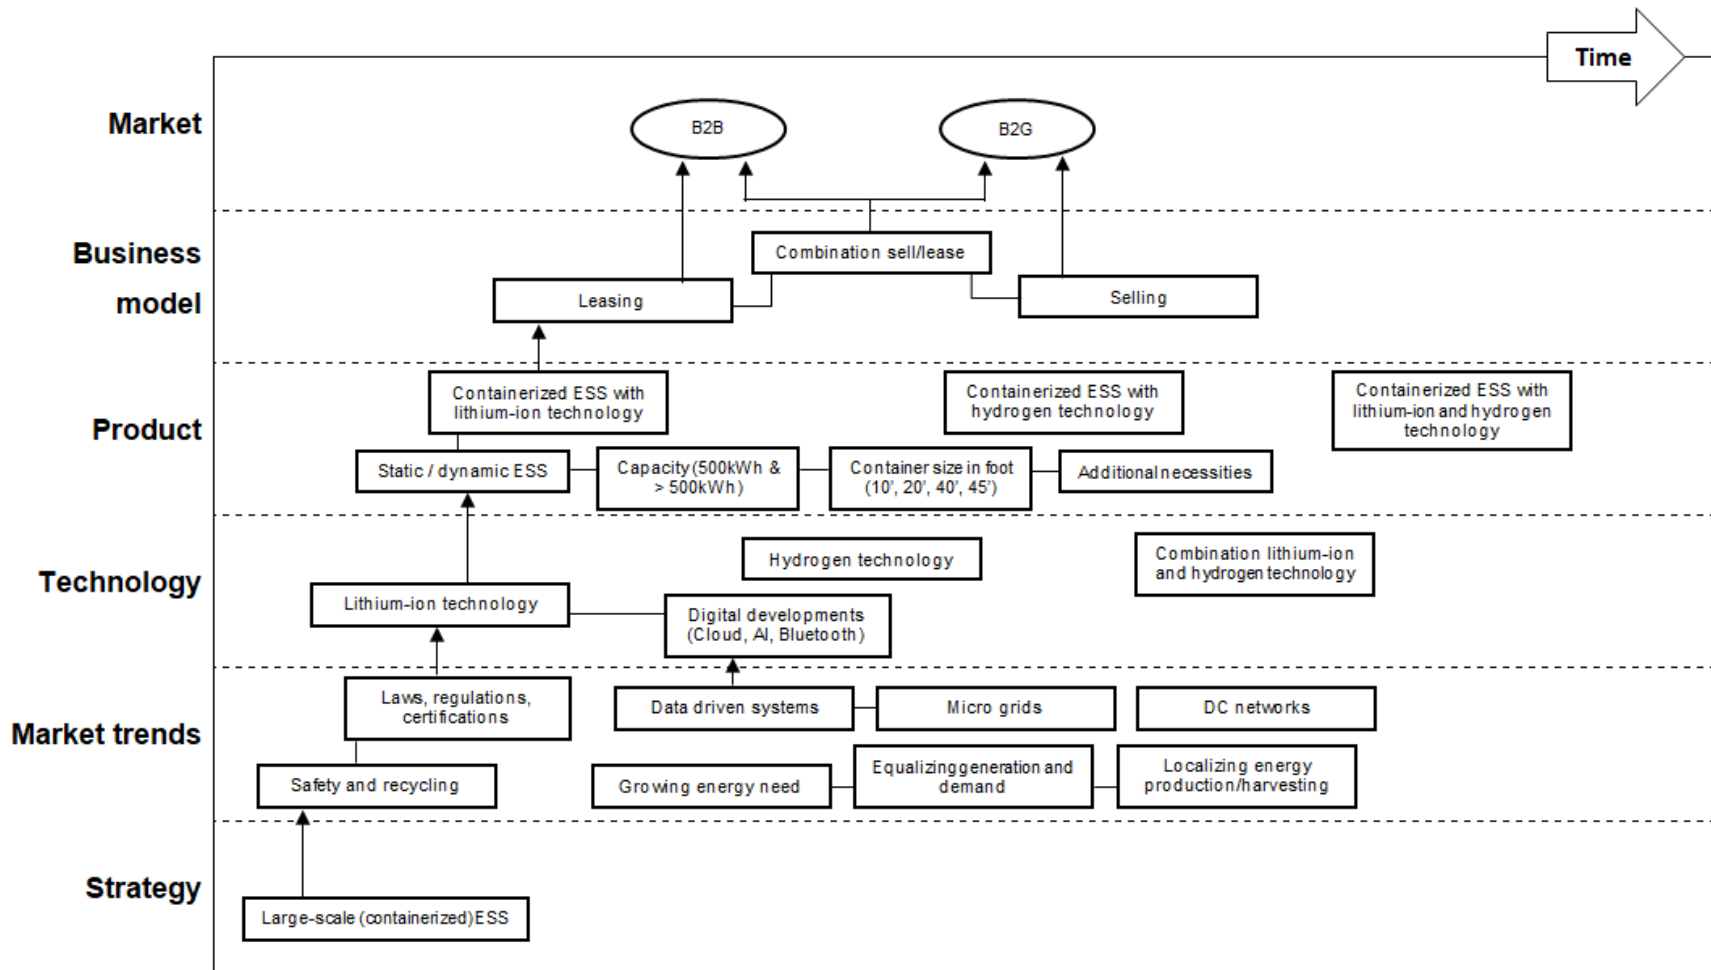 Time
Market
B2B
B2G
Business
model
Combination sell/lease
Leasing
Selling
Product
Containerized ESS with
lithium-ion technology
Containerized ESS with
hydrogen technology
Containerized ESS with
lithium-ion and hydrogen
technology
Static / dynamic ESS
Capacity (500kWh &
> 500kWh)
Container size in foot
(10', 20', 40', 45')
Additional necessities
Technology
Hydrogen technology
Combination lithium-ion
and hydrogen technology
Lithium-ion technology
Digital developments
(Cloud, AI, Bluetooth)
Market trends
Laws, regulations,
certifications
Data driven systems
Micro grids
DC networks
Safety and recycling
Growing energy need
Equalizing generation and
demand
Localizing energy
production/harvesting
Strategy
Large-scale (containerized) ESS